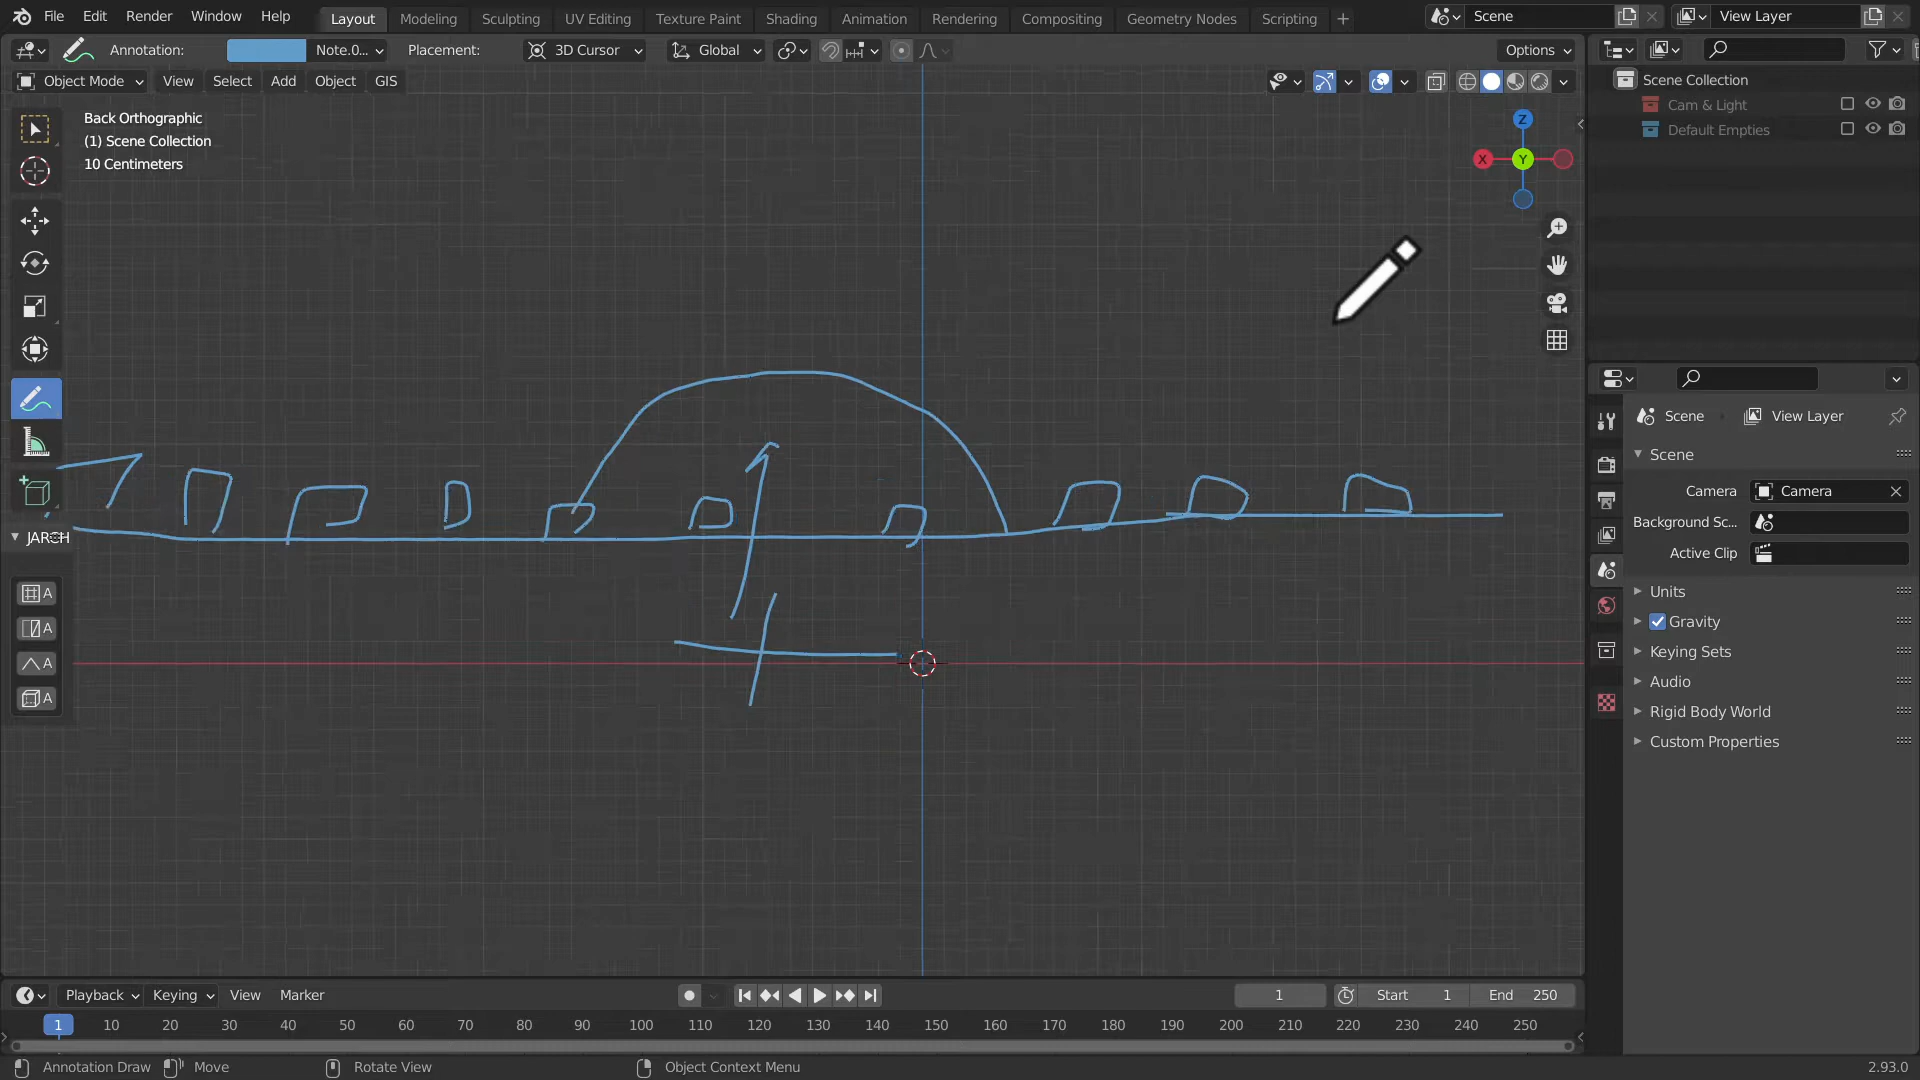 File Edit Render Window Help Layout Modeling Sculpting UV Editing Texture Paint Shading Animation Rendering Compositing Geometry Nodes Scripting + Scene View Layer
Annotation: Note.0... Placement: 3D Cursor Global Options
Object Mode View Select Add Object GIS
Back Orthographic
(1) Scene Collection
10 Centimeters
Z
X Y
A
A
A
A
Scene Collection
Cam & Light
Default Empties
Scene View Layer
Scene
Camera Camera
Background Sc...
Active Clip
Units
Gravity
Keying Sets
Audio
Rigid Body World
Custom Properties
Playback Keying View Marker 1 Start 1 End 250
1 10 20 30 40 50 60 70 80 90 100 110 120 130 140 150 160 170 180 190 200 210 220 230 240 250
Annotation Draw Move Rotate View Object Context Menu 2.93.0